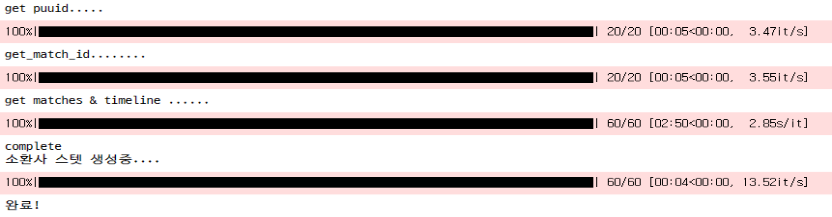 get puuid.....
100%|██████████| 20/20 [00:05<00:00,  3.47it/s]
get_match_id........
100%|██████████| 20/20 [00:05<00:00,  3.55it/s]
get matches & timeline ......
100%|██████████| 60/60 [02:50<00:00,  2.85s/it]
complete
소환사 스텟 생성중....
100%|██████████| 60/60 [00:04<00:00, 13.52it/s]
완료!